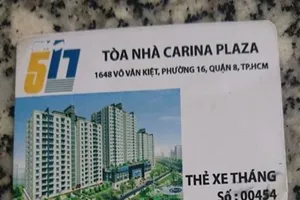 517
TÒA NHÀ CARINA PLAZA
1648 VÕ VĂN KIỆT, PHƯỜNG 16, QUẬN 8, TP.HCM
THẺ XE THÁNG
Số : 00454